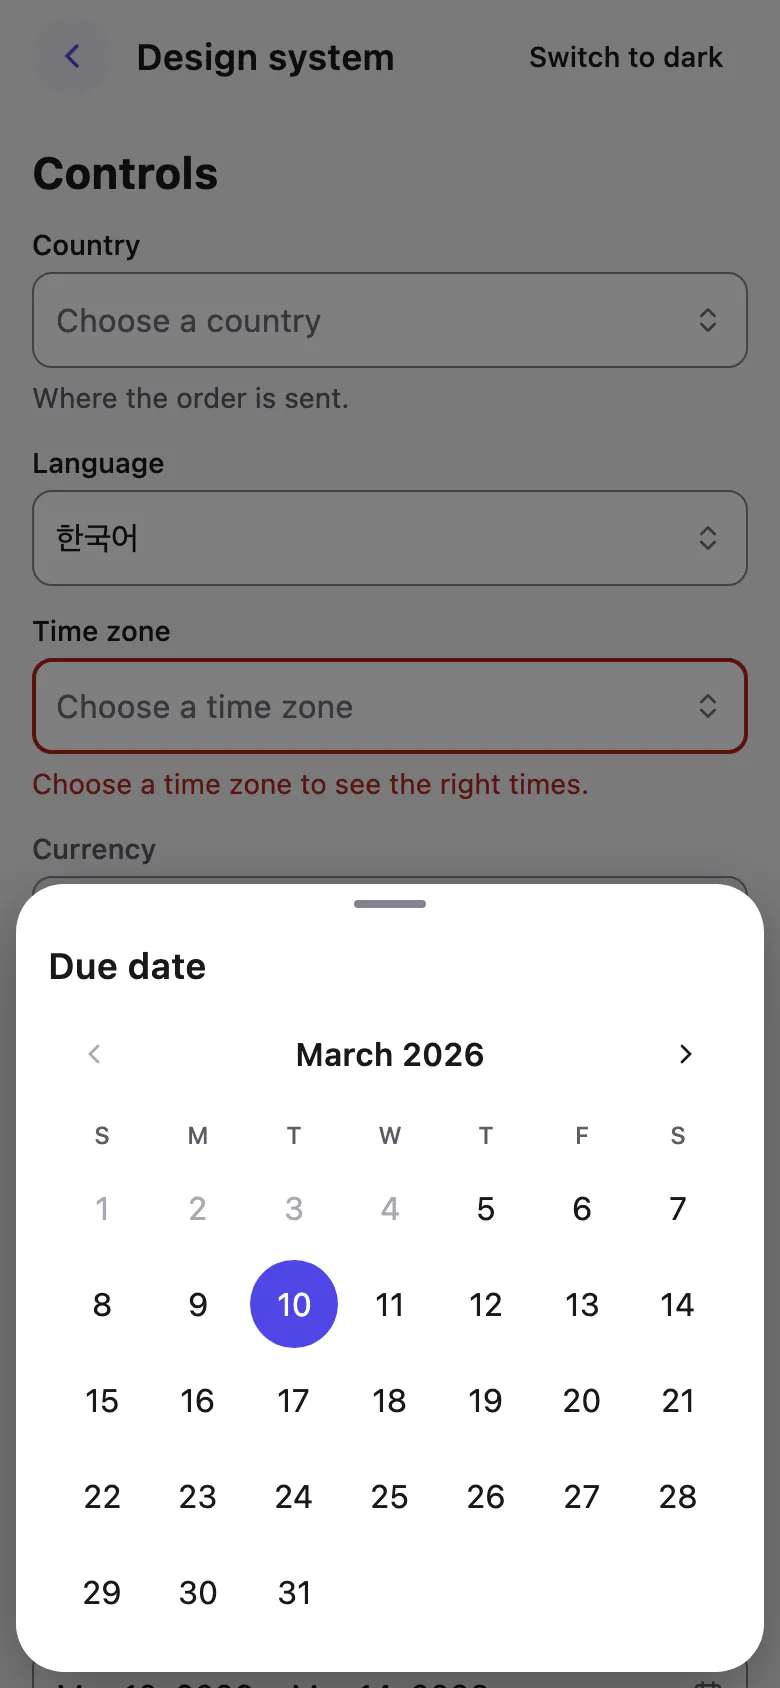 Design system
Switch to dark
Controls
Country
Choose a country
Where the order is sent.
Language
한국어
Time zone
Choose a time zone
Choose a time zone to see the right times.
Currency
Due date
March 2026
S M T W T F S
1 2 3 4 5 6 7
8 9 10 11 12 13 14
15 16 17 18 19 20 21
22 23 24 25 26 27 28
29 30 31